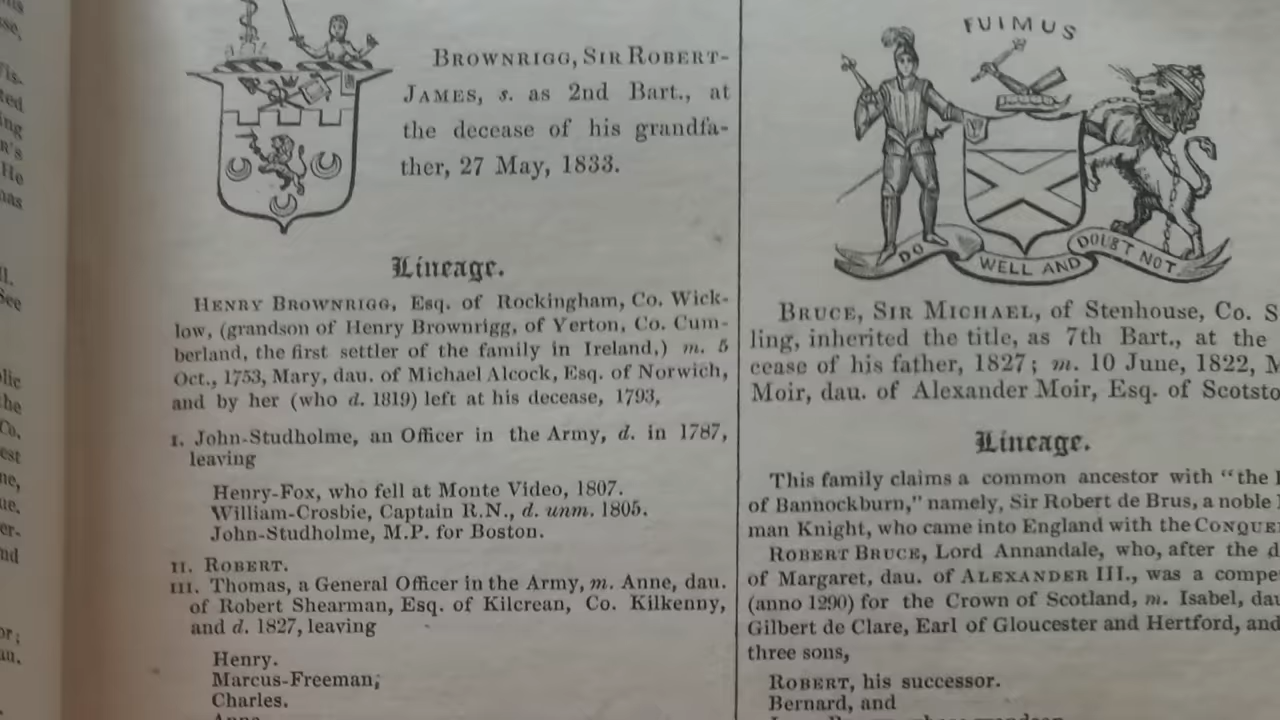 BROWNRIGG, SIR ROBERT-
JAMES, s. as 2nd Bart., at
the decease of his grandfa-
ther, 27 May, 1833.
Lineage.
HENRY BROWNRIGG, Esq. of Rockingham, Co. Wick-
low, (grandson of Henry Brownrigg, of Yerton, Co. Cum-
berland, the first settler of the family in Ireland,) m. 5
Oct., 1753, Mary, dau. of Michael Alcock, Esq. of Norwich,
and by her (who d. 1819) left at his decease, 1793,
I. John-Studholme, an Officer in the Army, d. in 1787,
leaving
Henry-Fox, who fell at Monte Video, 1807.
William-Crosbie, Captain R.N., d. unm. 1805.
John-Studholme, M.P. for Boston.
II. ROBERT.
III. Thomas, a General Officer in the Army, m. Anne, dau.
of Robert Shearman, Esq. of Kilcrean, Co. Kilkenny,
and d. 1827, leaving
Henry.
Marcus-Freeman;
Charles.
FUIMUS
DO WELL AND DOUBT NOT
BRUCE, SIR MICHAEL, of Stenhouse, Co. S
ling, inherited the title, as 7th Bart., at the
cease of his father, 1827; m. 10 June, 1822, M
Moir, dau. of Alexander Moir, Esq. of Scotsto
Lineage.
This family claims a common ancestor with "the
of Bannockburn," namely, Sir Robert de Brus, a noble
man Knight, who came into England with the CONQUE
ROBERT BRUCE, Lord Annandale, who, after the d
of Margaret, dau. of ALEXANDER III., was a compe
(anno 1290) for the Crown of Scotland, m. Isabel, dau
Gilbert de Clare, Earl of Gloucester and Hertford, and
three sons,
ROBERT, his successor.
Bernard, and